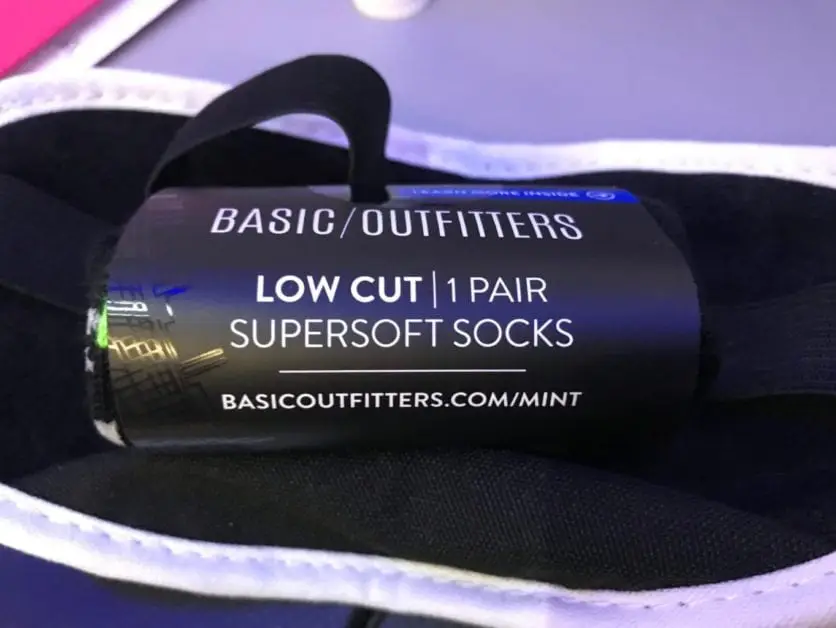 LEARN MORE INSIDE
BASIC/OUTFITTERS
LOW CUT | 1 PAIR
SUPERSOFT SOCKS
BASICOUTFITTERS.COM/MINT